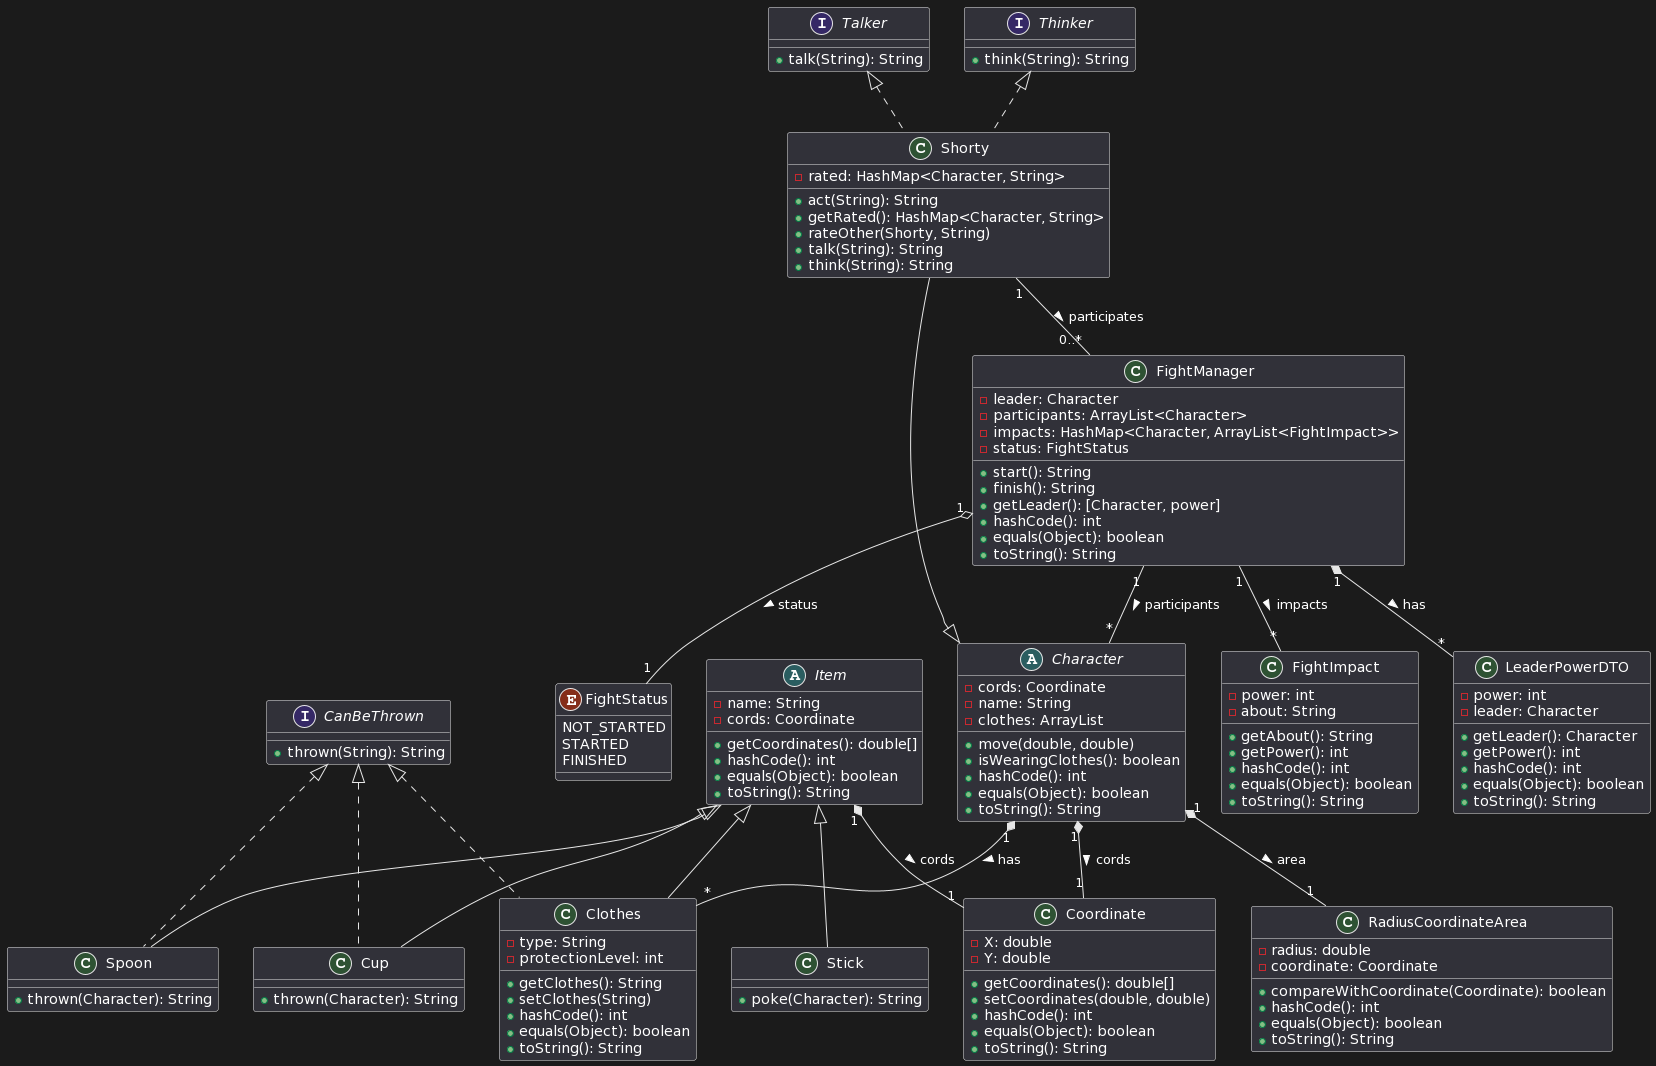 I Talker
talk(String): String
I Thinker
think(String): String
C Shorty
rated: HashMap<Character, String>
act(String): String
getRated(): HashMap<Character, String>
rateOther(Shorty, String)
talk(String): String
think(String): String
1
participates
0..*
C FightManager
leader: Character
participants: ArrayList<Character>
impacts: HashMap<Character, ArrayList<FightImpact>>
status: FightStatus
start(): String
finish(): String
getLeader(): [Character, power]
hashCode(): int
equals(Object): boolean
toString(): String
1
status
1
1
participants
*
1
impacts
*
1
has
*
I CanBeThrown
thrown(String): String
E FightStatus
NOT_STARTED
STARTED
FINISHED
A Item
name: String
cords: Coordinate
getCoordinates(): double[]
hashCode(): int
equals(Object): boolean
toString(): String
A Character
cords: Coordinate
name: String
clothes: ArrayList
move(double, double)
isWearingClothes(): boolean
hashCode(): int
equals(Object): boolean
toString(): String
C FightImpact
power: int
about: String
getAbout(): String
getPower(): int
hashCode(): int
equals(Object): boolean
toString(): String
C LeaderPowerDTO
power: int
leader: Character
getLeader(): Character
getPower(): int
hashCode(): int
equals(Object): boolean
toString(): String
1
cords
1
1
has
*
1
cords
1
1
area
1
C Spoon
thrown(Character): String
C Cup
thrown(Character): String
C Clothes
type: String
protectionLevel: int
getClothes(): String
setClothes(String)
hashCode(): int
equals(Object): boolean
toString(): String
C Stick
poke(Character): String
C Coordinate
X: double
Y: double
getCoordinates(): double[]
setCoordinates(double, double)
hashCode(): int
equals(Object): boolean
toString(): String
C RadiusCoordinateArea
radius: double
coordinate: Coordinate
compareWithCoordinate(Coordinate): boolean
hashCode(): int
equals(Object): boolean
toString(): String